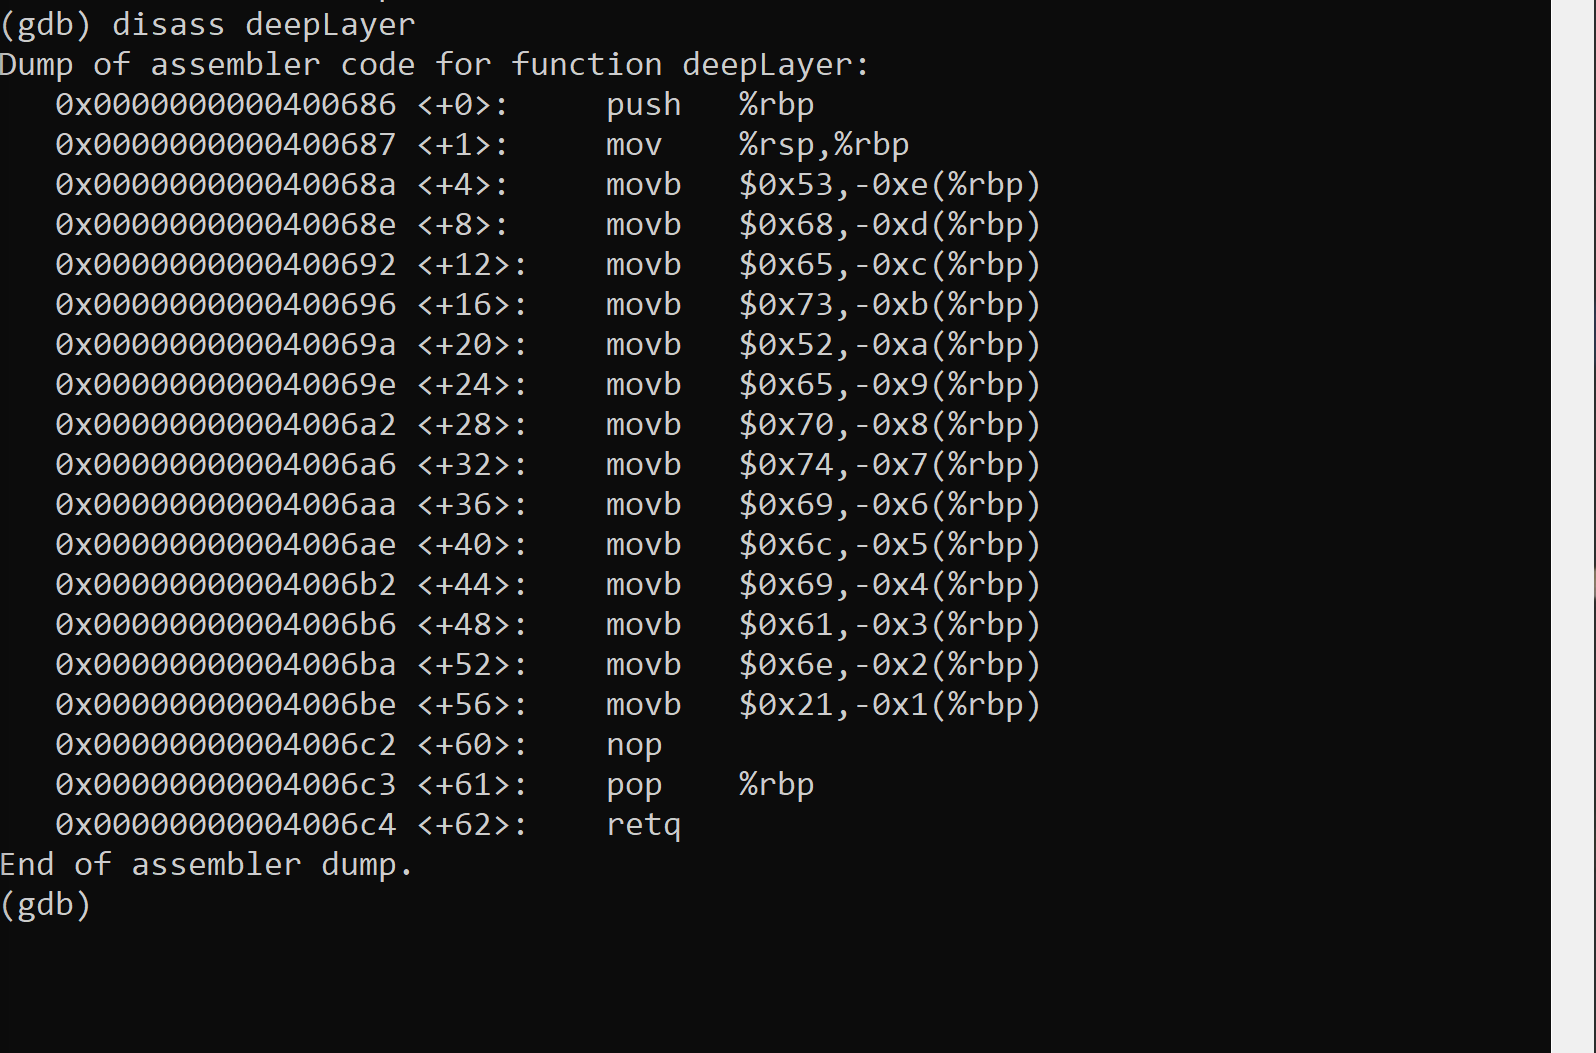 (gdb) disass deepLayer
Dump of assembler code for function deepLayer:
   0x0000000000400686 <+0>:     push   %rbp
   0x0000000000400687 <+1>:     mov    %rsp,%rbp
   0x000000000040068a <+4>:     movb   $0x53,-0xe(%rbp)
   0x000000000040068e <+8>:     movb   $0x68,-0xd(%rbp)
   0x0000000000400692 <+12>:    movb   $0x65,-0xc(%rbp)
   0x0000000000400696 <+16>:    movb   $0x73,-0xb(%rbp)
   0x000000000040069a <+20>:    movb   $0x52,-0xa(%rbp)
   0x000000000040069e <+24>:    movb   $0x65,-0x9(%rbp)
   0x00000000004006a2 <+28>:    movb   $0x70,-0x8(%rbp)
   0x00000000004006a6 <+32>:    movb   $0x74,-0x7(%rbp)
   0x00000000004006aa <+36>:    movb   $0x69,-0x6(%rbp)
   0x00000000004006ae <+40>:    movb   $0x6c,-0x5(%rbp)
   0x00000000004006b2 <+44>:    movb   $0x69,-0x4(%rbp)
   0x00000000004006b6 <+48>:    movb   $0x61,-0x3(%rbp)
   0x00000000004006ba <+52>:    movb   $0x6e,-0x2(%rbp)
   0x00000000004006be <+56>:    movb   $0x21,-0x1(%rbp)
   0x00000000004006c2 <+60>:    nop
   0x00000000004006c3 <+61>:    pop    %rbp
   0x00000000004006c4 <+62>:    retq
End of assembler dump.
(gdb)